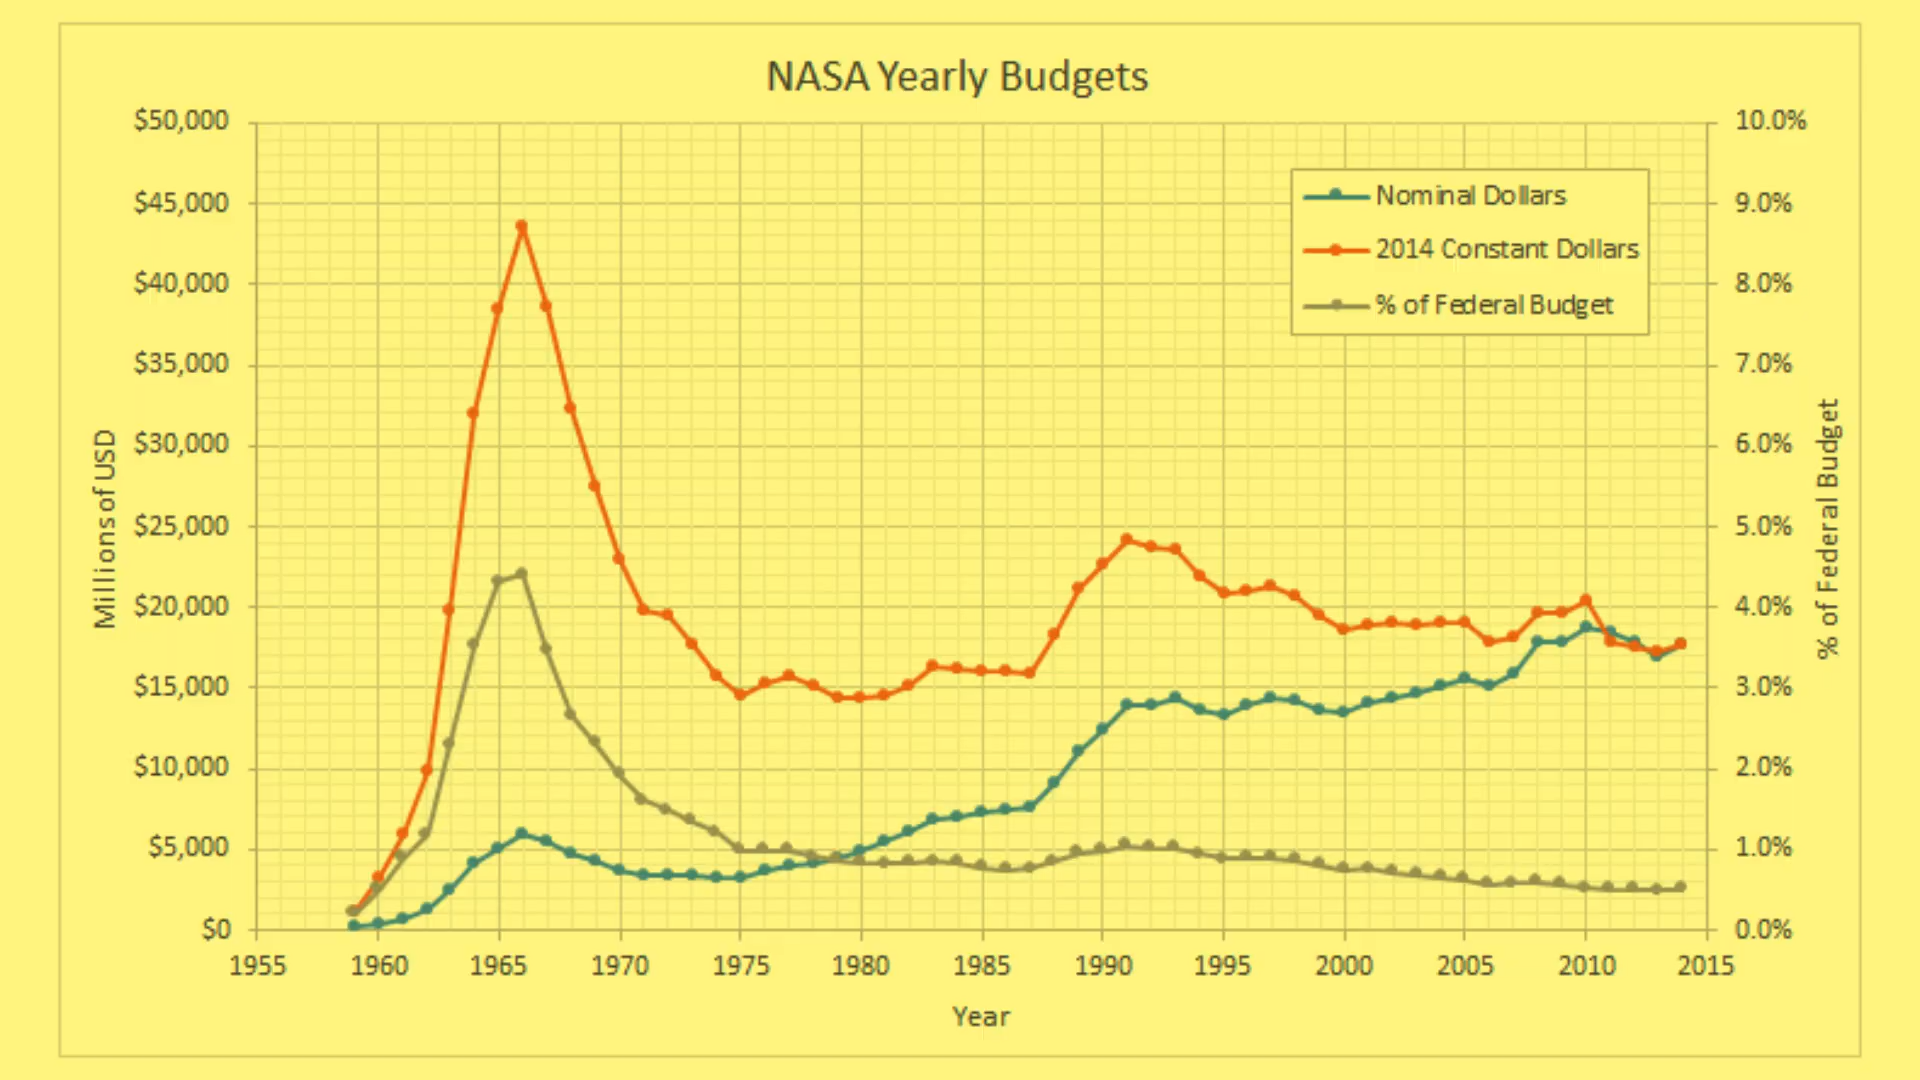 NASA Yearly Budgets
$50,000
$45,000
$40,000
$35,000
$30,000
$25,000
$20,000
$15,000
$10,000
$5,000
$0
Millions of USD
10.0%
9.0%
8.0%
7.0%
6.0%
5.0%
4.0%
3.0%
2.0%
1.0%
0.0%
% of Federal Budget
Nominal Dollars
2014 Constant Dollars
% of Federal Budget
1955 1960 1965 1970 1975 1980 1985 1990 1995 2000 2005 2010 2015
Year